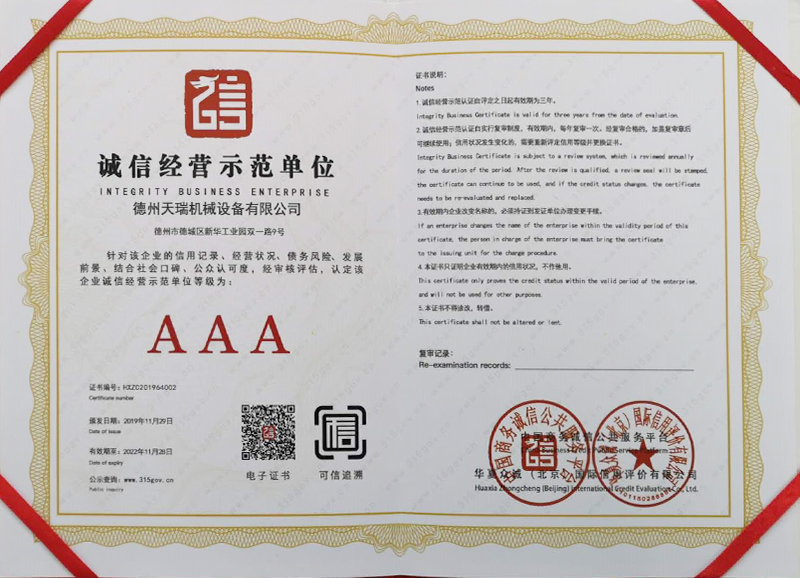 信
诚信经营示范单位
INTEGRITY BUSINESS ENTERPRISE
德州天瑞机械设备有限公司
德州市德城区新华工业园双一路9号
针对该企业的信用记录、经营状况、债务风险、发展
前景、结合社会口碑、公众认可度，经审核评估，认定该
企业诚信经营示范单位等级为：
AAA
证书编号：HXZC201964002
Certificate number
颁发日期：2019年11月29日
Date of issue
有效期至：2022年11月28日
Date of expiry
公示查询：www.315gov.cn
Public inquiry
电子证书
信
可信追溯
证书说明：
Notes
1.诚信经营示范认证自评定之日起有效期为三年。
Integrity Business Certificate is valid for three years from the date of evaluation.
2.诚信经营示范认证自实行复审制度，有效期内，每年复审一次，经复审合格的，加盖复审章后
可继续使用；信用状况发生变化的，需要重新评定信用等级并更换证书。
Integrity Business Certificate is subject to a review system, which is reviewed annually
for the duration of the period. After the review is qualified, a review seal will be stamped,
the certificate can continue to be used, and if the credit status changes, the certificate
needs to be re-evaluated and replaced.
3.有效期内企业改变名称的，必须持证到发证单位办理变更手续。
If an enterprise changes the name of the enterprise within the validity period of this
certificate, the person in charge of the enterprise must bring the certificate
to the issuing unit for the change procedure.
4.本证书只证明企业有效期内的信用状况，不作他用。
This certificate only proves the credit status within the valid period of the enterprise,
and will not be used for other purposes.
5.本证书不得涂改，转借。
This certificate shall not be altered or lent.
复审记录：
Re-examination records:
中国商务诚信公共服务平台
华夏众诚（北京）国际信用评价有限公司
Huaxia Zhongcheng (Beijing) International Credit Evaluation Co., Ltd.